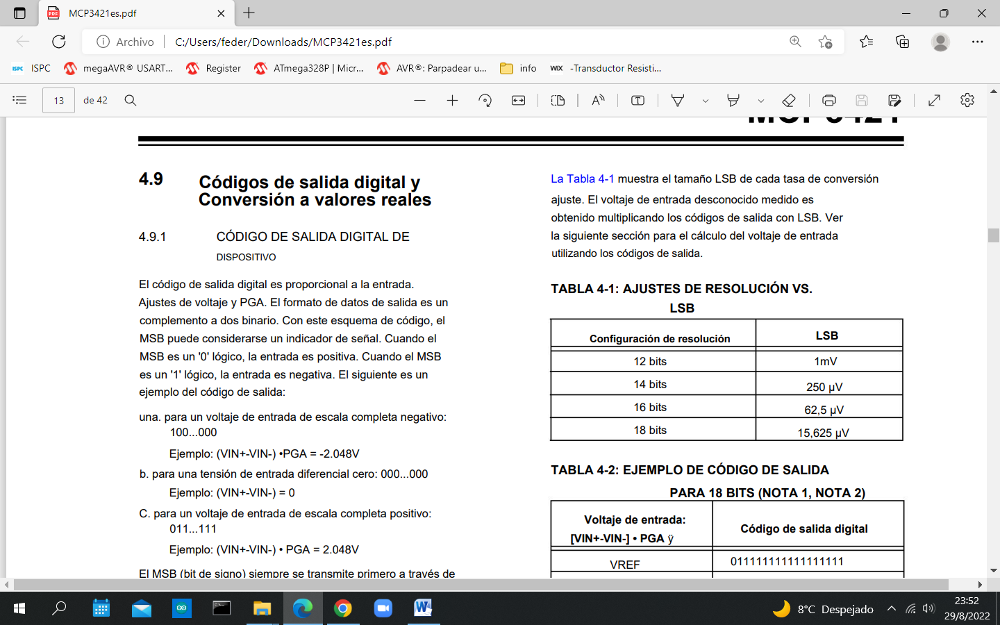 MCP3421es.pdf
Archivo
C:/Users/feder/Downloads/MCP3421es.pdf
ISPC
ISPC
megaAVR® USART...
Register
ATmega328P | Micr...
AVR®: Parpadear u...
info
WIX
-Transductor Resisti...
13
de 42
4.9 Códigos de salida digital y
Conversión a valores reales
4.9.1 CÓDIGO DE SALIDA DIGITAL DE
DISPOSITIVO
El código de salida digital es proporcional a la entrada.
Ajustes de voltaje y PGA. El formato de datos de salida es un
complemento a dos binario. Con este esquema de código, el
MSB puede considerarse un indicador de señal. Cuando el
MSB es un '0' lógico, la entrada es positiva. Cuando el MSB
es un '1' lógico, la entrada es negativa. El siguiente es un
ejemplo del código de salida:
una. para un voltaje de entrada de escala completa negativo:
100...000
Ejemplo: (VIN+-VIN-) •PGA = -2.048V
b. para una tensión de entrada diferencial cero: 000...000
Ejemplo: (VIN+-VIN-) = 0
C. para un voltaje de entrada de escala completa positivo:
011...111
Ejemplo: (VIN+-VIN-) • PGA = 2.048V
El MSB (bit de signo) siempre se transmite primero a través de
MCP3421
La Tabla 4-1 muestra el tamaño LSB de cada tasa de conversión
ajuste. El voltaje de entrada desconocido medido es
obtenido multiplicando los códigos de salida con LSB. Ver
la siguiente sección para el cálculo del voltaje de entrada
utilizando los códigos de salida.
TABLA 4-1: AJUSTES DE RESOLUCIÓN VS.
LSB
Configuración de resolución LSB
12 bits 1mV
14 bits 250 µV
16 bits 62,5 µV
18 bits 15,625 µV
TABLA 4-2: EJEMPLO DE CÓDIGO DE SALIDA
PARA 18 BITS (NOTA 1, NOTA 2)
Voltaje de entrada:
[VIN+-VIN-] • PGA ÿ
Código de salida digital
VREF 011111111111111111
8°C Despejado
23:52
29/8/2022